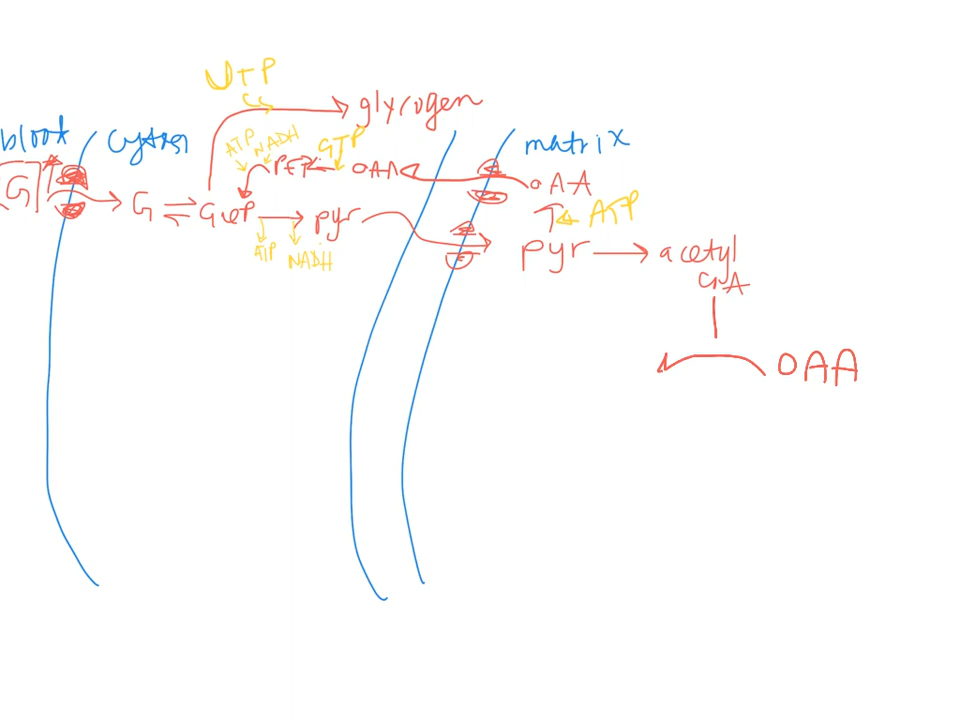 UTP
glycogen
blood cytosol
matrix
ATP NADH GTP
PEP OAA
OAA
G G G6P pyr
ATP
ATP NADH
pyr acetyl
CoA
OAA